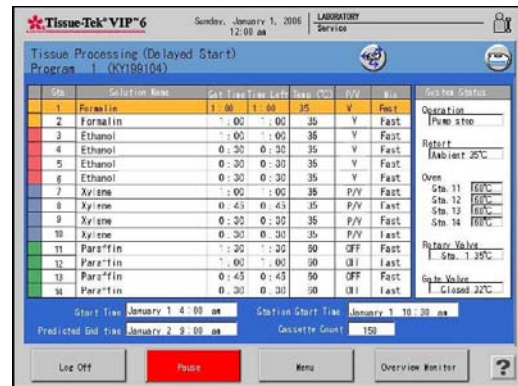 Tissue-Tek® VIP™6
Sunday, January 1, 2006
12:00 am
LABORATORY
Service
Tissue Processing (Delayed Start)
Program 1 (KY199104)
Sta. Solution Name Set Time Time Left Temp (°C) P/V Mix
1 Formalin 1:00 1:00 35 V Fast
2 Formalin 1:00 1:00 35 V Fast
3 Ethanol 1:00 1:00 35 V Fast
4 Ethanol 0:30 0:30 35 V Fast
5 Ethanol 0:30 0:30 35 V Fast
6 Ethanol 0:30 0:30 35 V Fast
7 Xylene 1:00 1:00 35 P/V Fast
8 Xylene 0:45 0:45 35 P/V Fast
9 Xylene 0:30 0:30 35 P/V Fast
10 Xylene 0:30 0:30 35 P/V Fast
11 Paraffin 1:30 1:30 60 OFF Fast
12 Paraffin 1:00 1:00 60 Fast
13 Paraffin 0:45 0:45 60 OFF Fast
14 Paraffin 0:30 0:30 60 Fast
System Status
Operation
Pump stop
Retort
Ambient 35°C
Oven
Sta. 11 60°C
Sta. 12 60°C
Sta. 13 60°C
Sta. 14 60°C
Rotary Valve
Sta. 1 35°C
Gate Valve
Closed 32°C
Start Time January 1 4:00 am
Station Start Time January 1 10:30 am
Predicted End time January 2 9:00 am
Cassette Count 150
Log Off
Pause
Menu
Overview Monitor
?